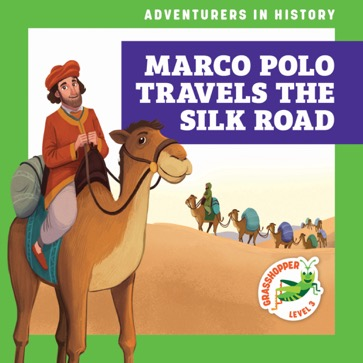 ADVENTURERS IN HISTORY
MARCO POLO
TRAVELS THE
SILK ROAD
GRASSHOPPER
LEVEL 3